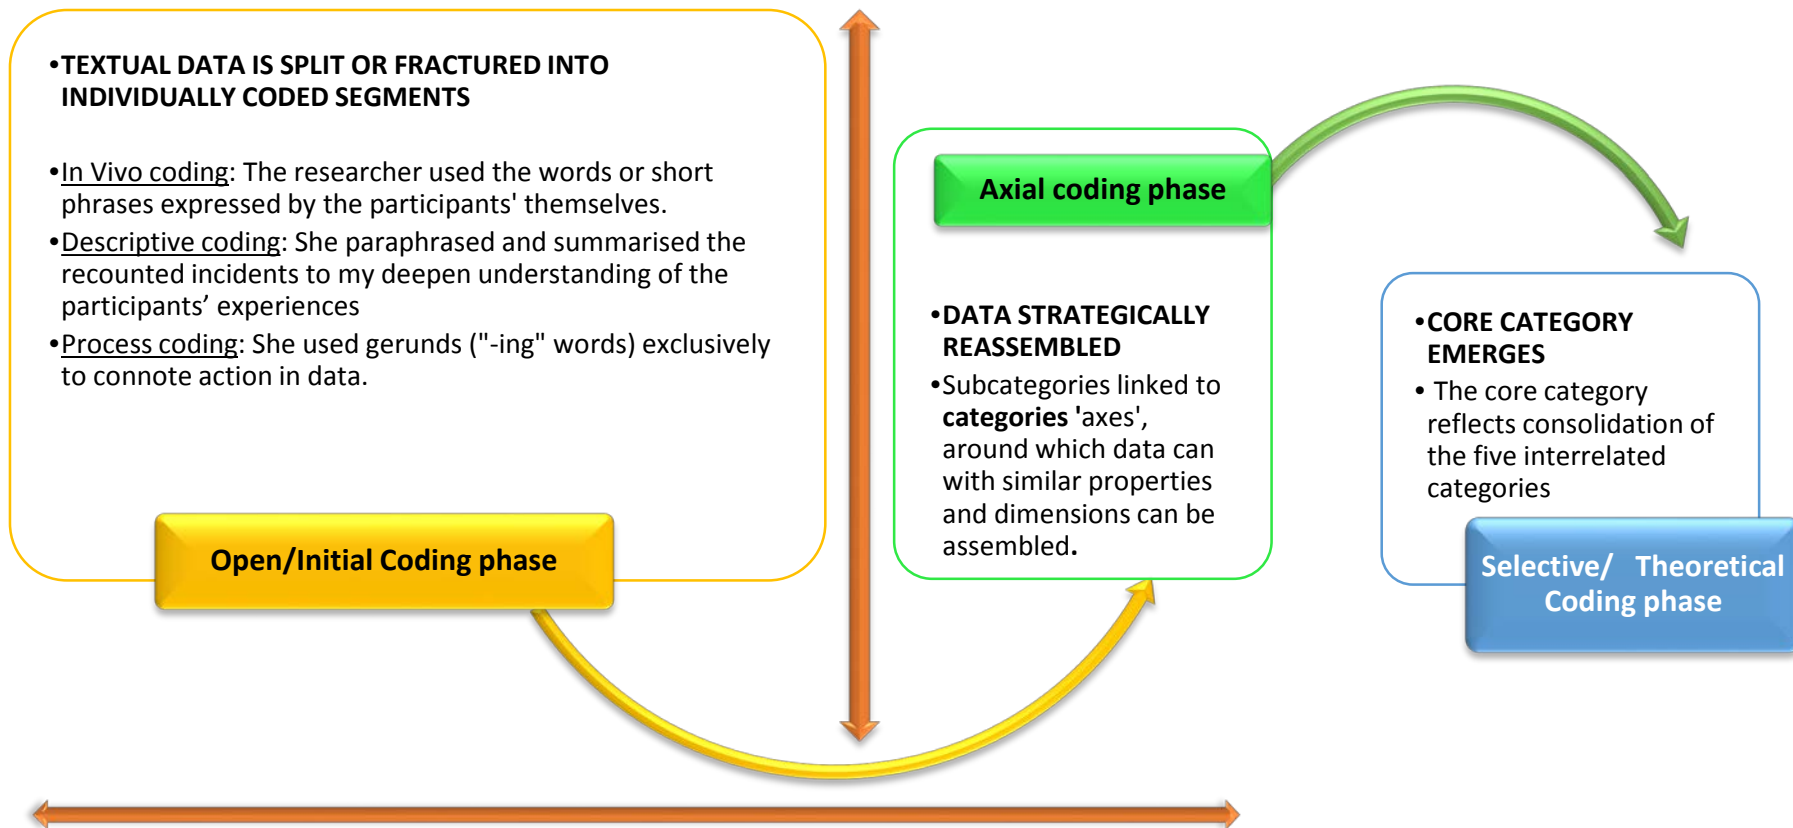 •TEXTUAL DATA IS SPLIT OR FRACTURED INTO
INDIVIDUALLY CODED SEGMENTS
•In Vivo coding: The researcher used the words or short
phrases expressed by the participants' themselves.
•Descriptive coding: She paraphrased and summarised the
recounted incidents to my deepen understanding of the
participants’ experiences
•Process coding: She used gerunds ("-ing" words) exclusively
to connote action in data.
Open/Initial Coding phase
Axial coding phase
•DATA STRATEGICALLY
REASSEMBLED
•Subcategories linked to
categories 'axes',
around which data can
with similar properties
and dimensions can be
assembled.
•CORE CATEGORY
EMERGES
• The core category
reflects consolidation of
the five interrelated
categories
Selective/ Theoretical
Coding phase